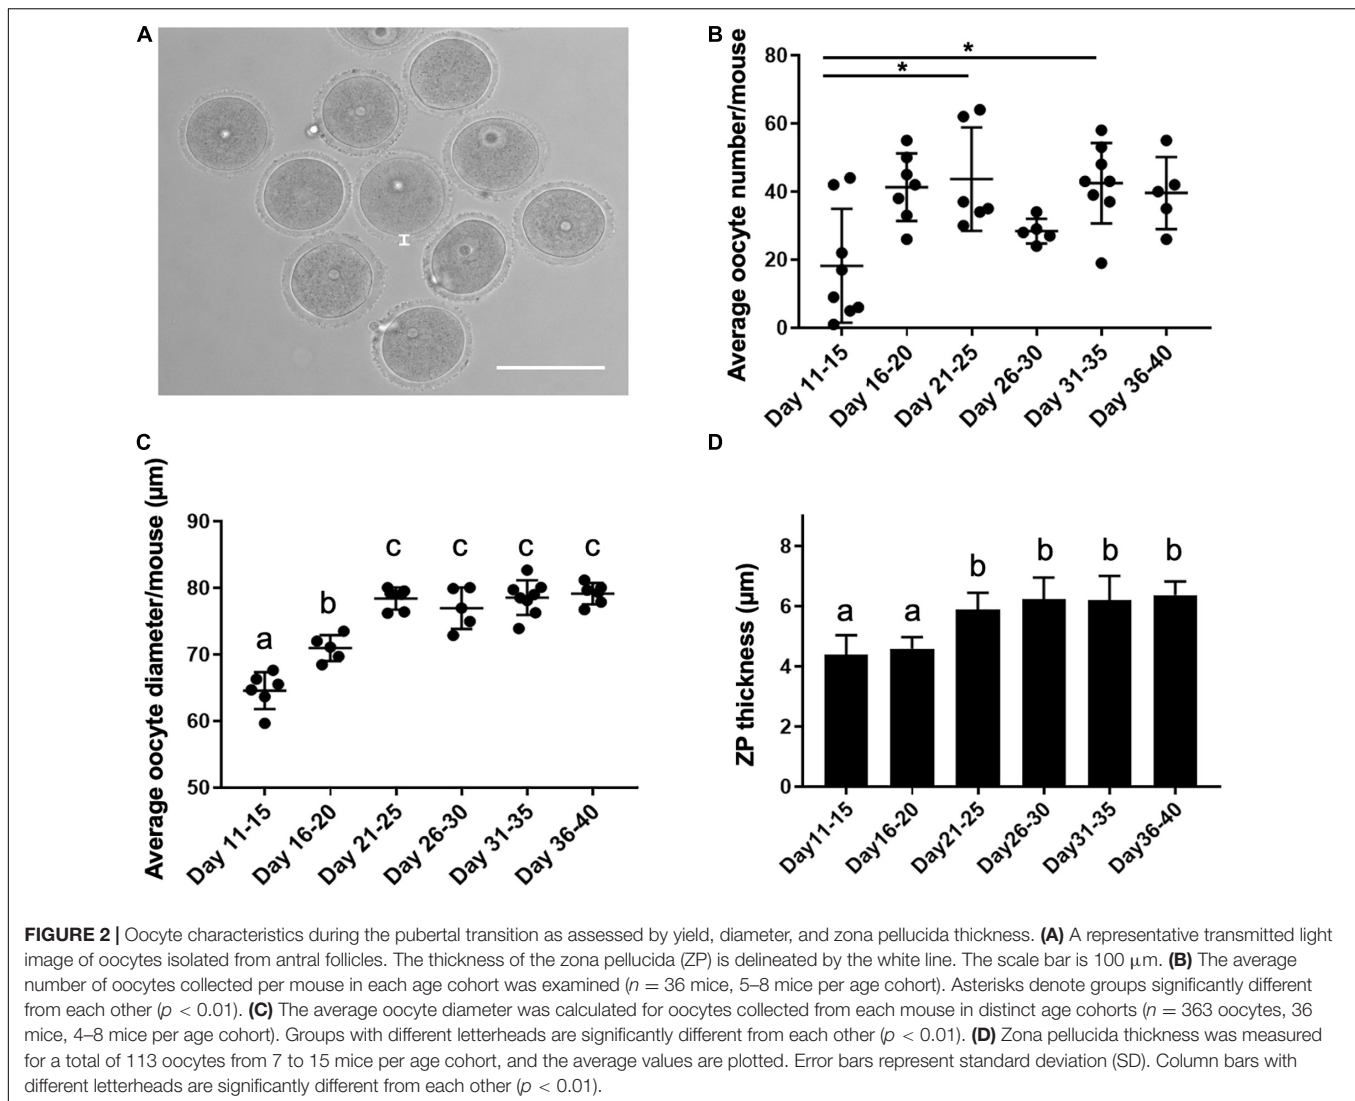 A
B
Average oocyte number/mouse
80
60
40
20
0
*
*
Day 11-15
Day 16-20
Day 21-25
Day 26-30
Day 31-35
Day 36-40
C
Average oocyte diameter/mouse (μm)
90
80
70
60
50
a
b
c
c
c
c
Day 11-15
Day 16-20
Day 21-25
Day 26-30
Day 31-35
Day 36-40
D
ZP thickness (μm)
8
6
4
2
0
a
a
b
b
b
b
Day11-15
Day16-20
Day21-25
Day26-30
Day31-35
Day36-40
FIGURE 2 | Oocyte characteristics during the pubertal transition as assessed by yield, diameter, and zona pellucida thickness. (A) A representative transmitted light
image of oocytes isolated from antral follicles. The thickness of the zona pellucida (ZP) is delineated by the white line. The scale bar is 100 μm. (B) The average
number of oocytes collected per mouse in each age cohort was examined (n = 36 mice, 5–8 mice per age cohort). Asterisks denote groups significantly different
from each other (p < 0.01). (C) The average oocyte diameter was calculated for oocytes collected from each mouse in distinct age cohorts (n = 363 oocytes, 36
mice, 4–8 mice per age cohort). Groups with different letterheads are significantly different from each other (p < 0.01). (D) Zona pellucida thickness was measured
for a total of 113 oocytes from 7 to 15 mice per age cohort, and the average values are plotted. Error bars represent standard deviation (SD). Column bars with
different letterheads are significantly different from each other (p < 0.01).